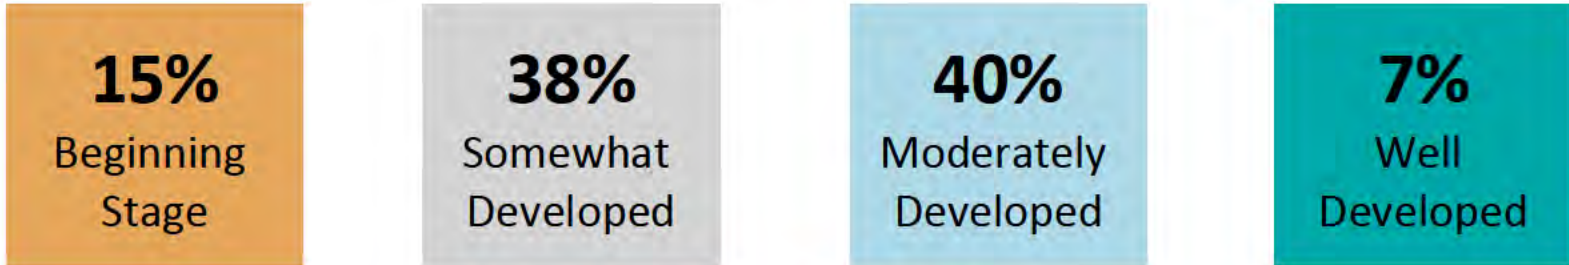 15%
Beginning
Stage
38%
Somewhat
Developed
40%
Moderately
Developed
7%
Well
Developed